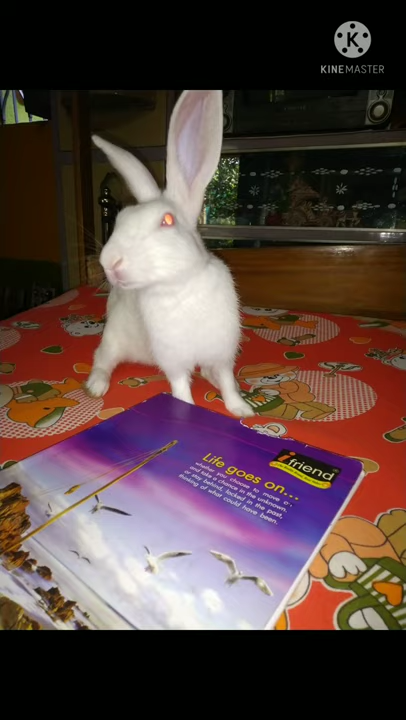 KINEMASTER
friend
Life goes on...
whether you choose to move on
and take a chance in the unknown.
or stay behind, locked in the past,
thinking of what could have been.